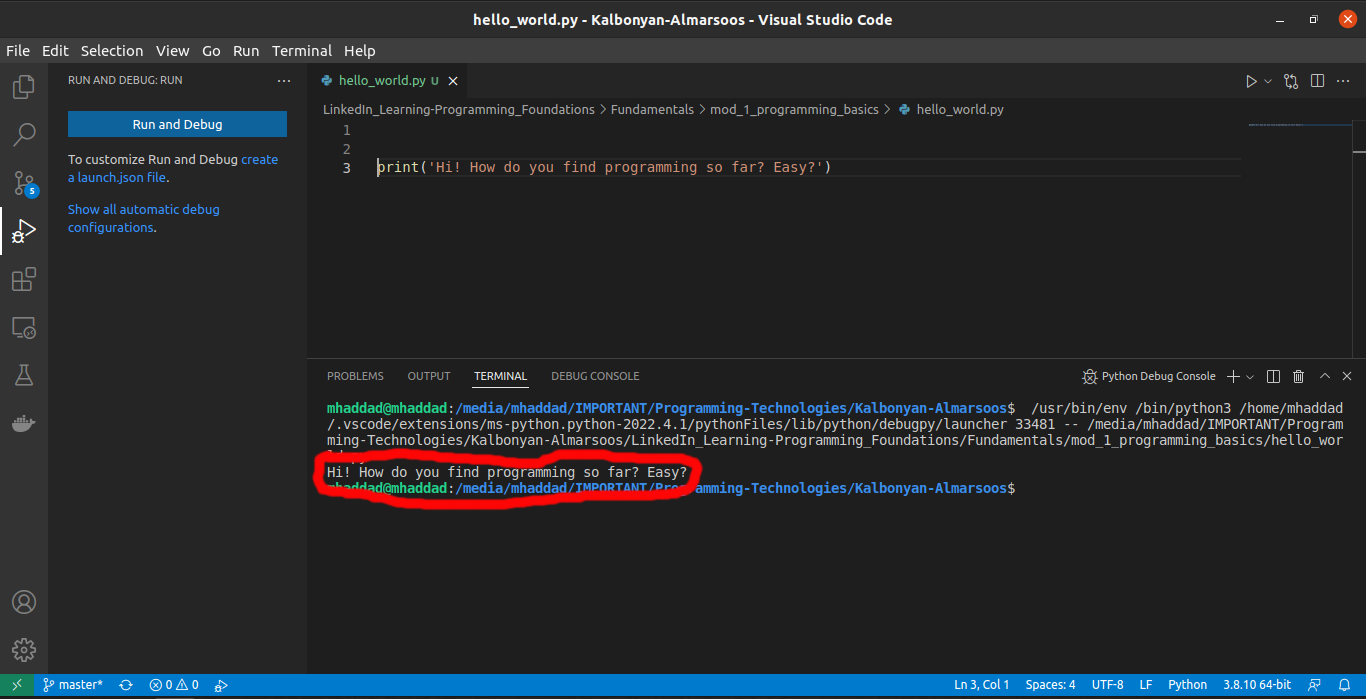 hello_world.py - Kalbonyan-Almarsoos - Visual Studio Code
File Edit Selection View Go Run Terminal Help
RUN AND DEBUG: RUN
Run and Debug
To customize Run and Debug create
a launch.json file.
Show all automatic debug
configurations.
5
hello_world.py U
LinkedIn_Learning-Programming_Foundations > Fundamentals > mod_1_programming_basics > hello_world.py
1
2
3 print('Hi! How do you find programming so far? Easy?')
PROBLEMS OUTPUT TERMINAL DEBUG CONSOLE Python Debug Console
mhaddad@mhaddad:/media/mhaddad/IMPORTANT/Programming-Technologies/Kalbonyan-Almarsoos$ /usr/bin/env /bin/python3 /home/mhaddad
/.vscode/extensions/ms-python.python-2022.4.1/pythonFiles/lib/python/debugpy/launcher 33481 -- /media/mhaddad/IMPORTANT/Program
ming-Technologies/Kalbonyan-Almarsoos/LinkedIn_Learning-Programming_Foundations/Fundamentals/mod_1_programming_basics/hello_wor
Hi! How do you find programming so far? Easy?
mhaddad@mhaddad:/media/mhaddad/IMPORTANT/Programming-Technologies/Kalbonyan-Almarsoos$
master* 0 0 Ln 3, Col 1 Spaces: 4 UTF-8 LF Python 3.8.10 64-bit